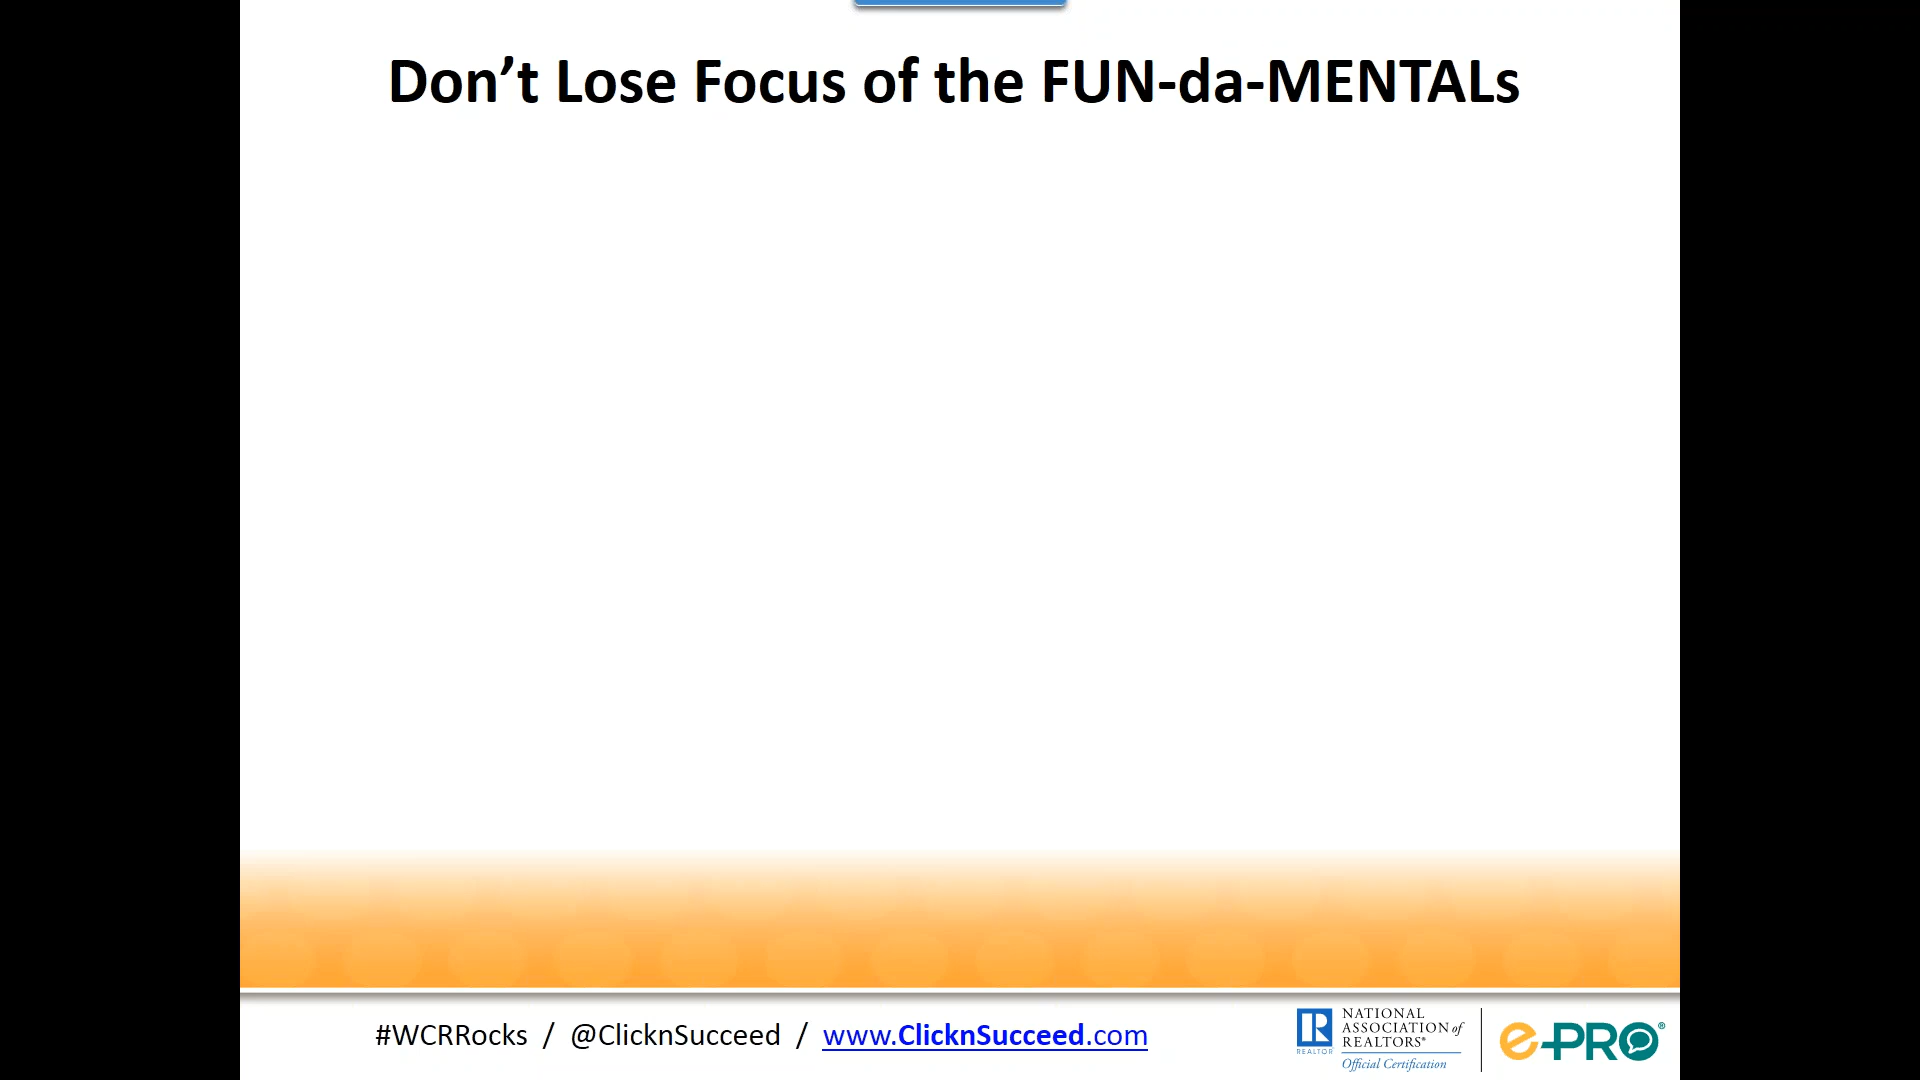 Don’t Lose Focus of the FUN-da-MENTALs
#WCRRocks / @ClicknSucceed / www.ClicknSucceed.com
REALTOR
NATIONAL
ASSOCIATION of
REALTORS®
Official Certification
e-PRO®